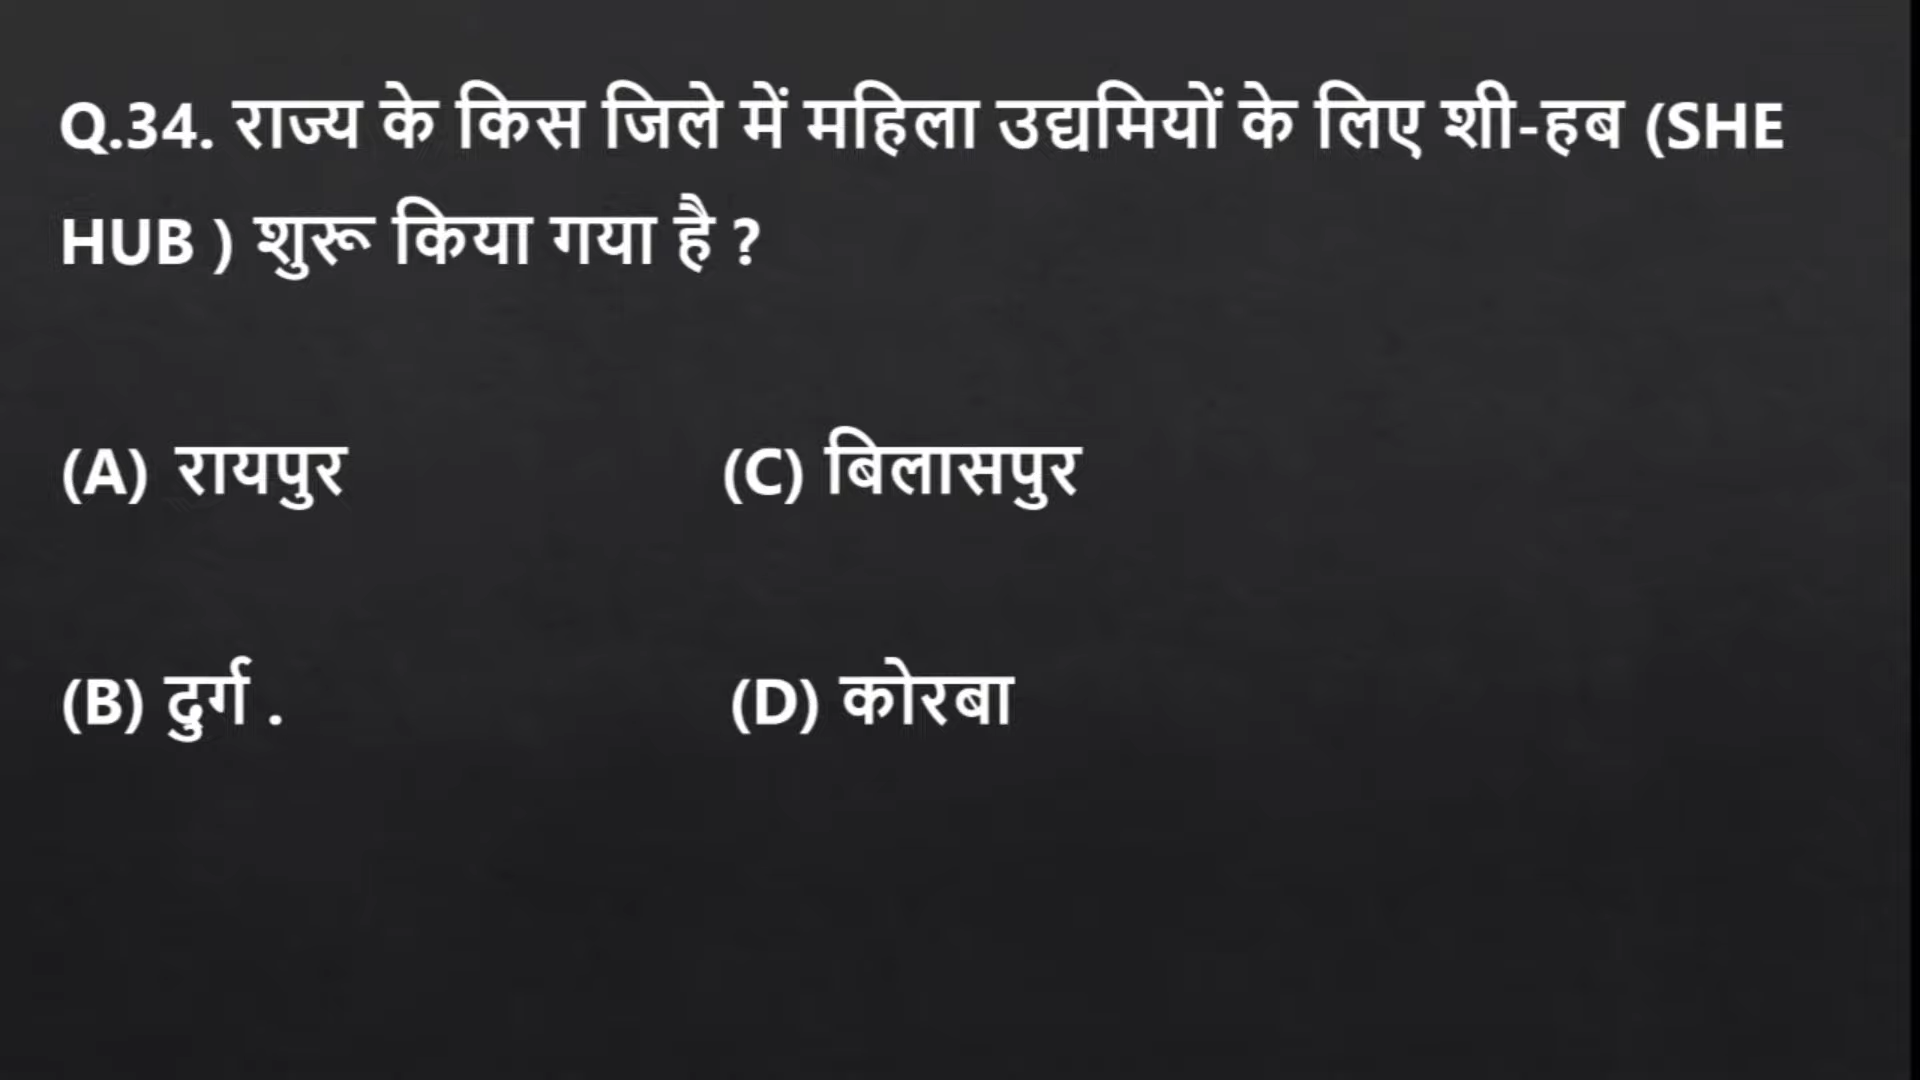 Q.34. राज्य के किस जिले में महिला उद्यमियों के लिए शी-हब (SHE
HUB ) शुरू किया गया है ?
(A) रायपुर (C) बिलासपुर
(B) दुर्ग . (D) कोरबा